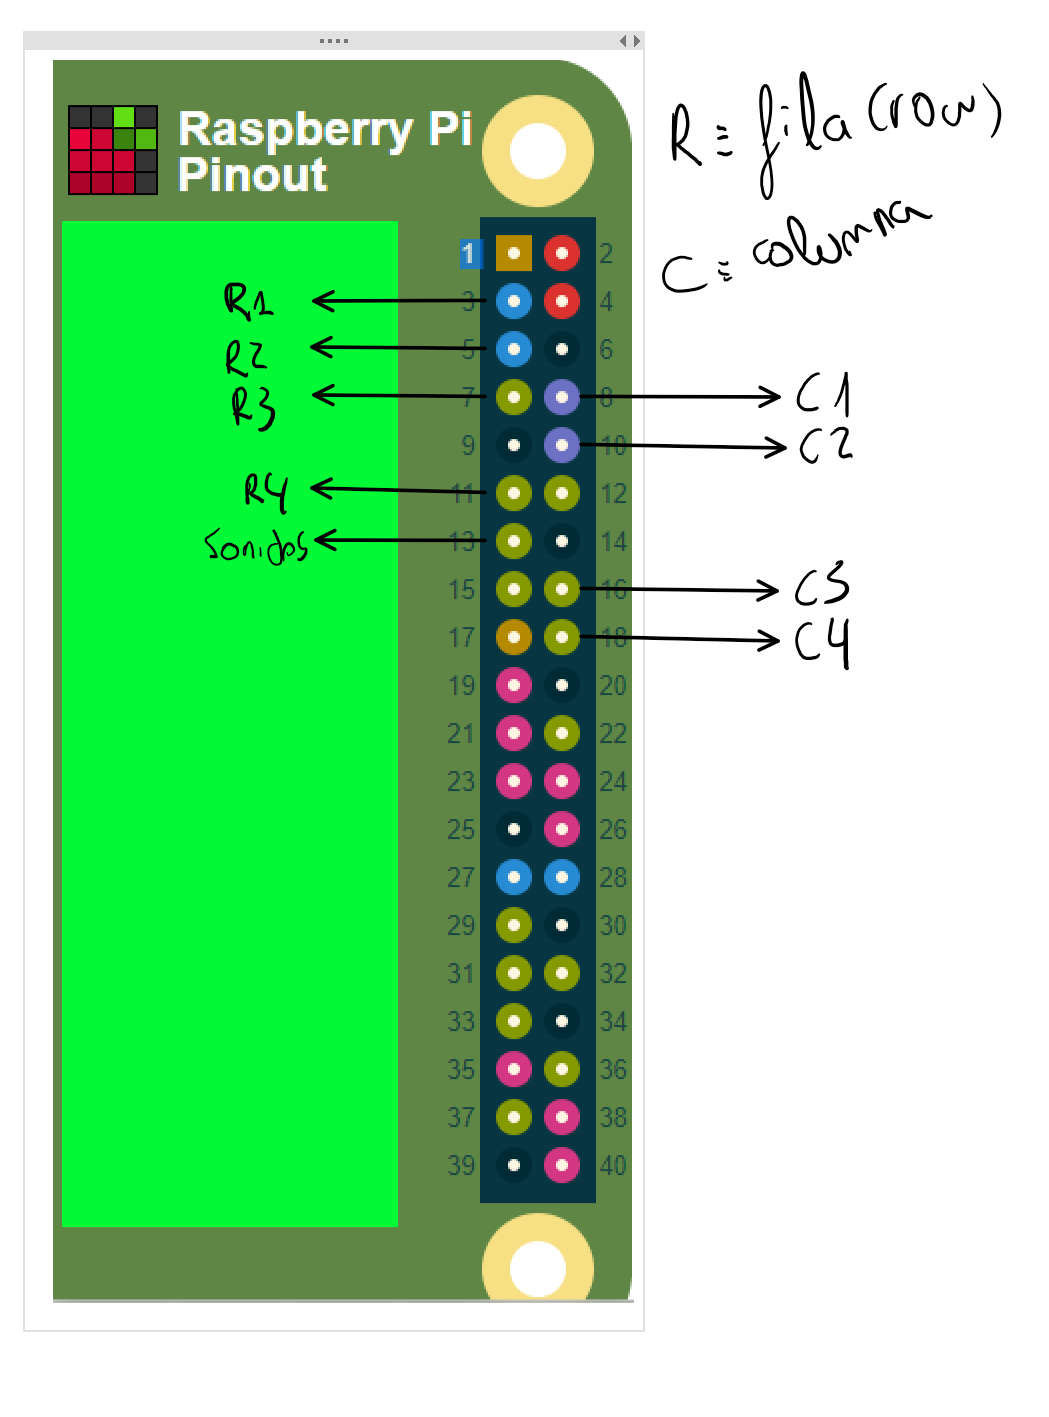 Raspberry Pi
Pinout
R ≡ fila (row)
C ≡ columna
1 2
R1 3 4
R2 5 6
R3 7 8 C1
9 10 C2
R4 11 12
Sonidos 13 14
15 16 C3
17 18 C4
19 20
21 22
23 24
25 26
27 28
29 30
31 32
33 34
35 36
37 38
39 40